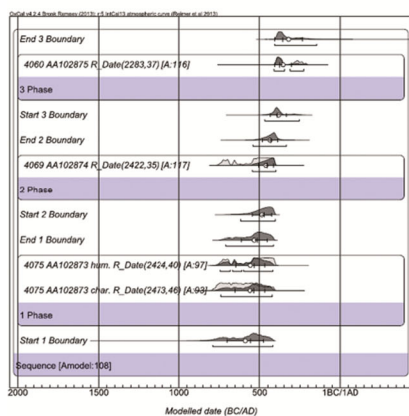 OxCal v4.2.4 Bronk Ramsey (2013); r:5 IntCal13 atmospheric curve (Reimer et al 2013)
End 3 Boundary
4060 AA102875 R_Date(2283,37) [A:116]
3 Phase
Start 3 Boundary
End 2 Boundary
4069 AA102874 R_Date(2422,35) [A:117]
2 Phase
Start 2 Boundary
End 1 Boundary
4075 AA102873 hum. R_Date(2424,40) [A:97]
4075 AA102873 char. R_Date(2473,46) [A:93]
1 Phase
Start 1 Boundary
Sequence [Amodel:108]
2000 1500 1000 500 1BC/1AD
Modelled date (BC/AD)